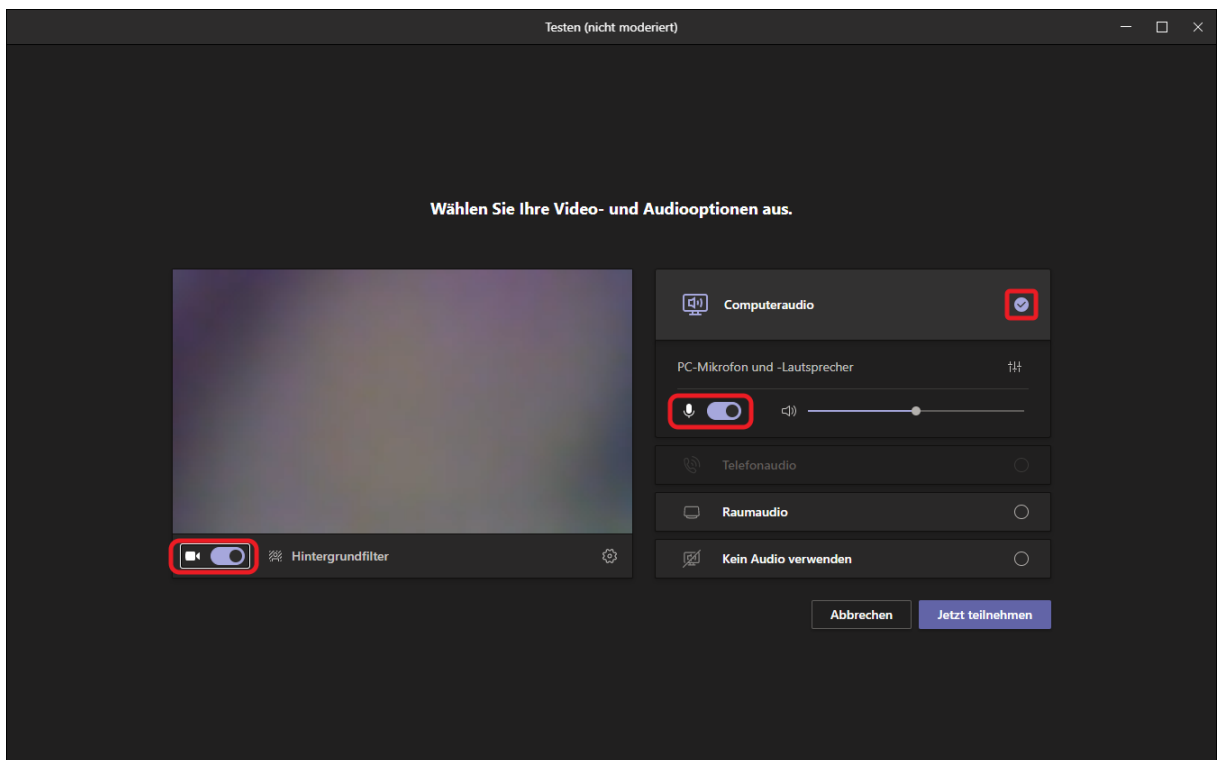 Testen (nicht moderiert)
Wählen Sie Ihre Video- und Audiooptionen aus.
Computeraudio
PC-Mikrofon und -Lautsprecher
Telefonaudio
Raumaudio
Hintergrundfilter
Kein Audio verwenden
Abbrechen
Jetzt teilnehmen